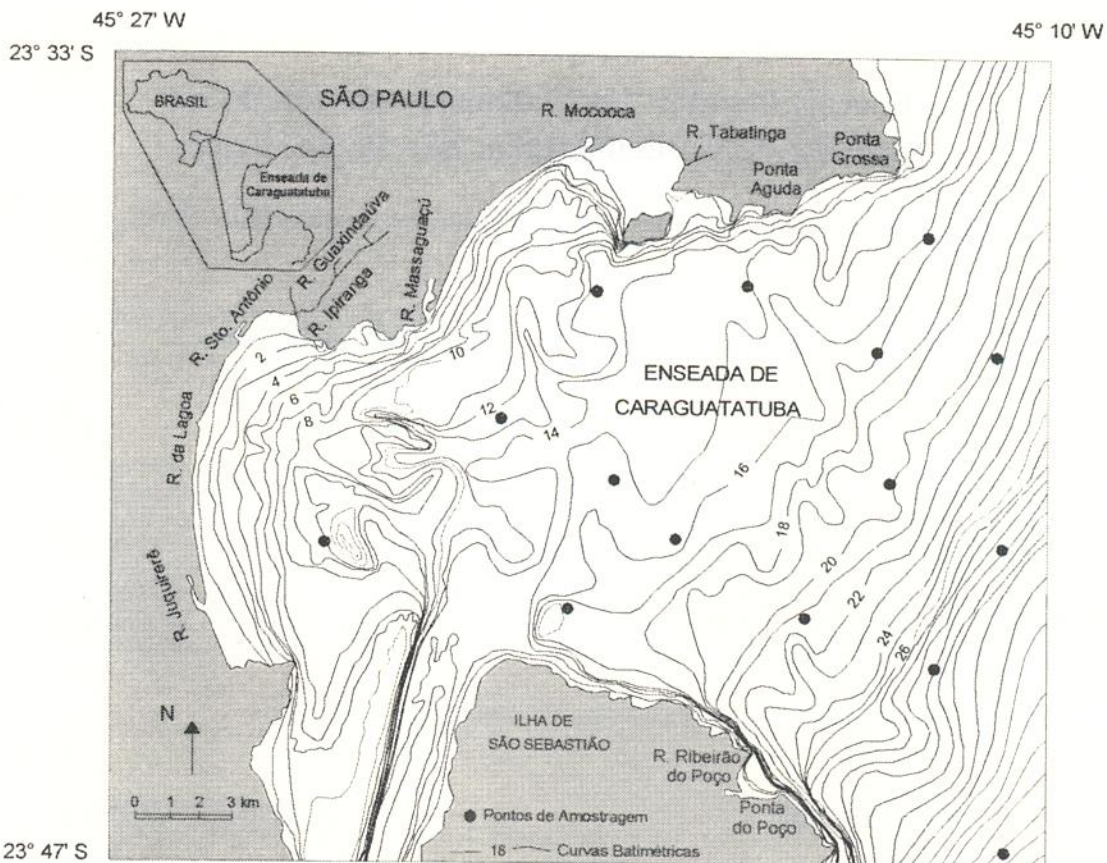 45° 27' W
45° 10' W
23° 33' S
BRASIL
SÃO PAULO
R. Mococa
R. Tabatinga
Ponta
Grossa
Ponta
Aguda
Enseada de
Caraguatatuba
R. Guaxindaúva
R. Massaguaçú
R. Ipiranga
R. Sto. Antônio
2
4
6
8
10
12
14
16
18
20
22
24
26
ENSEADA DE
CARAGUATATUBA
R. da Lagoa
R. Juquirerê
N
0 1 2 3 km
ILHA DE
SÃO SEBASTIÃO
R. Ribeirão
do Poço
Ponta
do Poço
Pontos de Amostragem
18 Curvas Batimétricas
23° 47' S